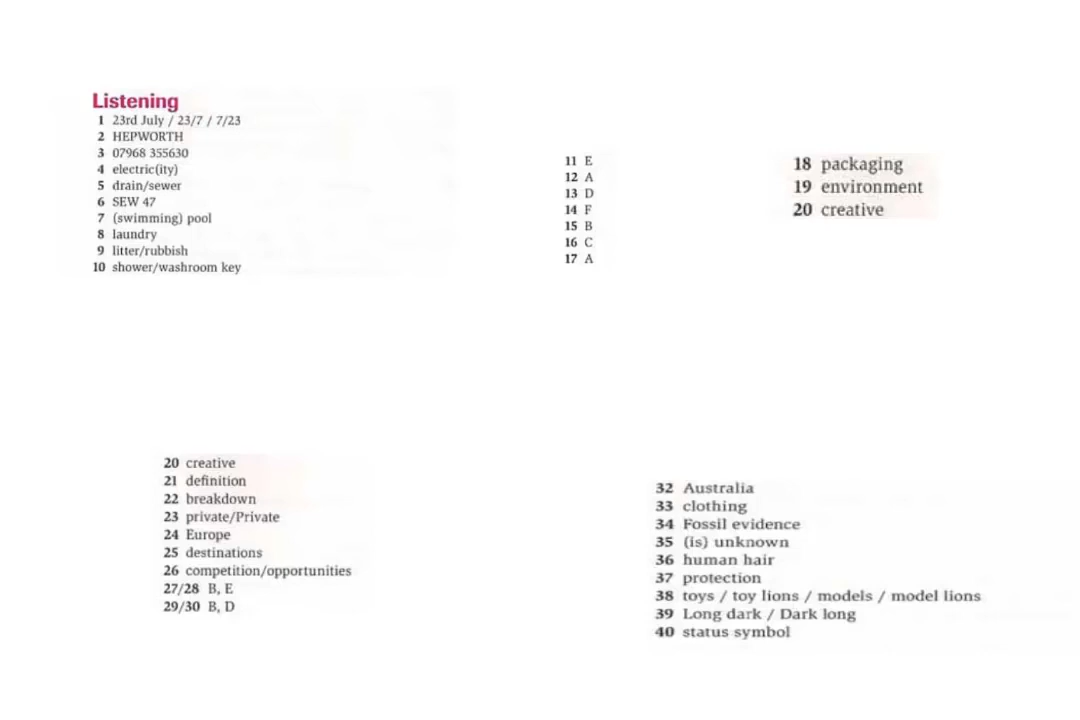 Listening
1 23rd July / 23/7 / 7/23
2 HEPWORTH
3 07968 355630
4 electric(ity)
5 drain/sewer
6 SEW 47
7 (swimming) pool
8 laundry
9 litter/rubbish
10 shower/washroom key
11 E
12 A
13 D
14 F
15 B
16 C
17 A
18 packaging
19 environment
20 creative
20 creative
21 definition
22 breakdown
23 private/Private
24 Europe
25 destinations
26 competition/opportunities
27/28 B, E
29/30 B, D
32 Australia
33 clothing
34 Fossil evidence
35 (is) unknown
36 human hair
37 protection
38 toys / toy lions / models / model lions
39 Long dark / Dark long
40 status symbol